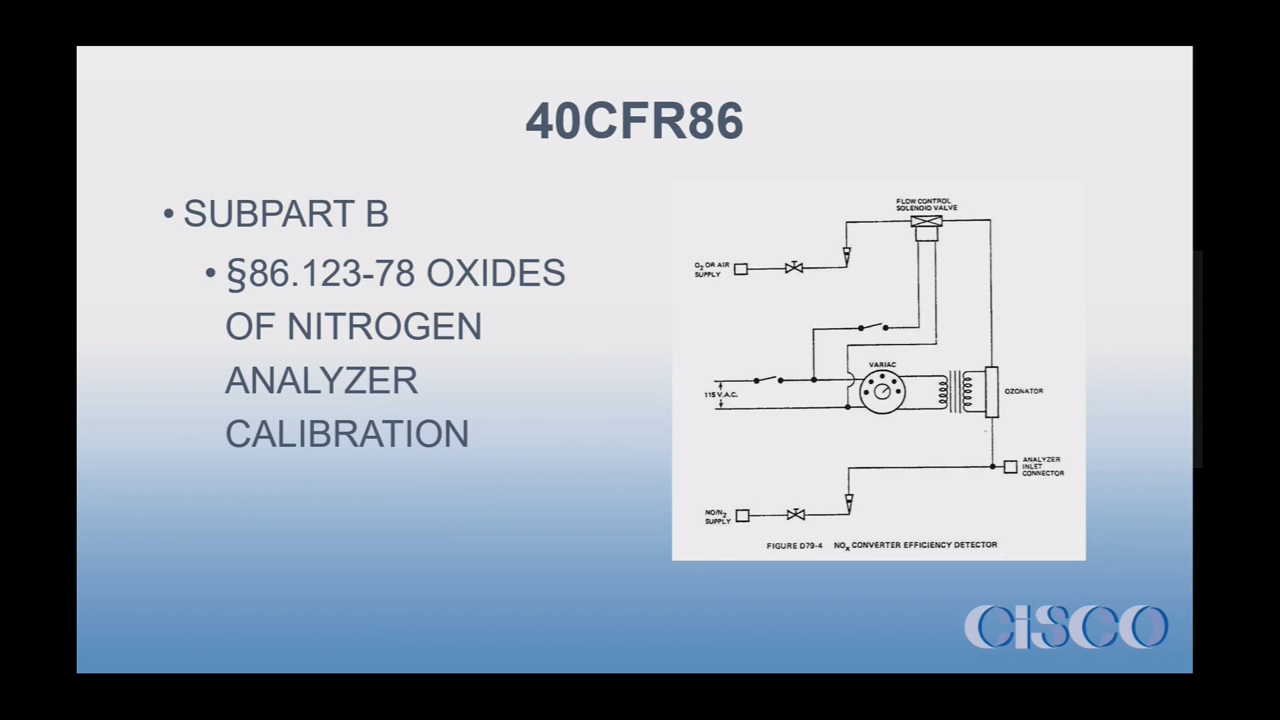 40CFR86
• SUBPART B
• §86.123-78 OXIDES
OF NITROGEN
ANALYZER
CALIBRATION
FLOW CONTROL
SOLENOID VALVE
O2 OR AIR
SUPPLY
VARIAC
115 V.A.C.
OZONATOR
ANALYZER
INLET
CONNECTOR
NO/N2
SUPPLY
FIGURE D79-4 NOX CONVERTER EFFICIENCY DETECTOR
CISCO